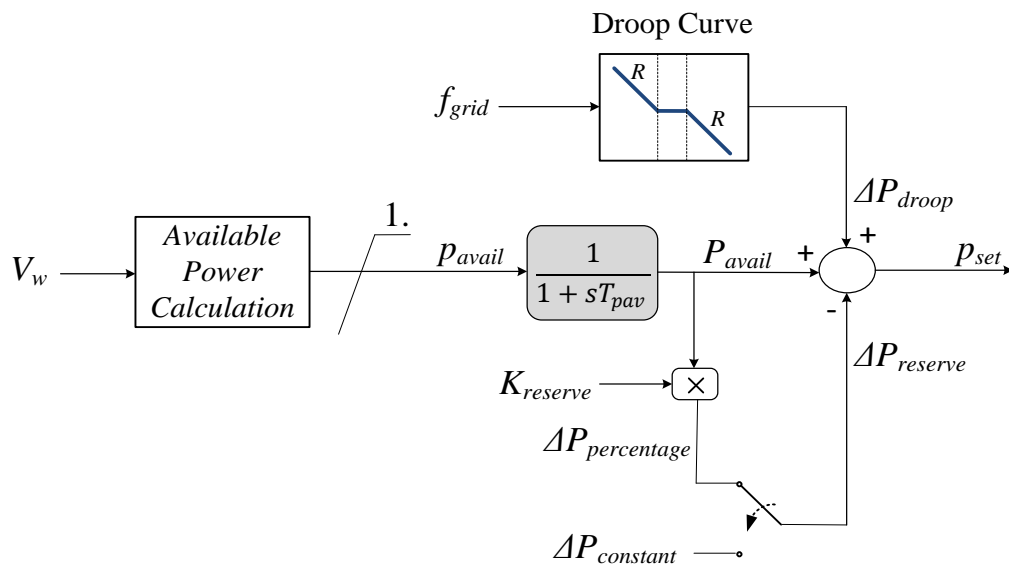 Droop Curve
R
R
f_grid
ΔP_droop
1.
Available
Power
Calculation
V_w
p_avail
1
1 + sT_pav
P_avail
+
+
-
p_set
ΔP_reserve
K_reserve
×
ΔP_percentage
ΔP_constant